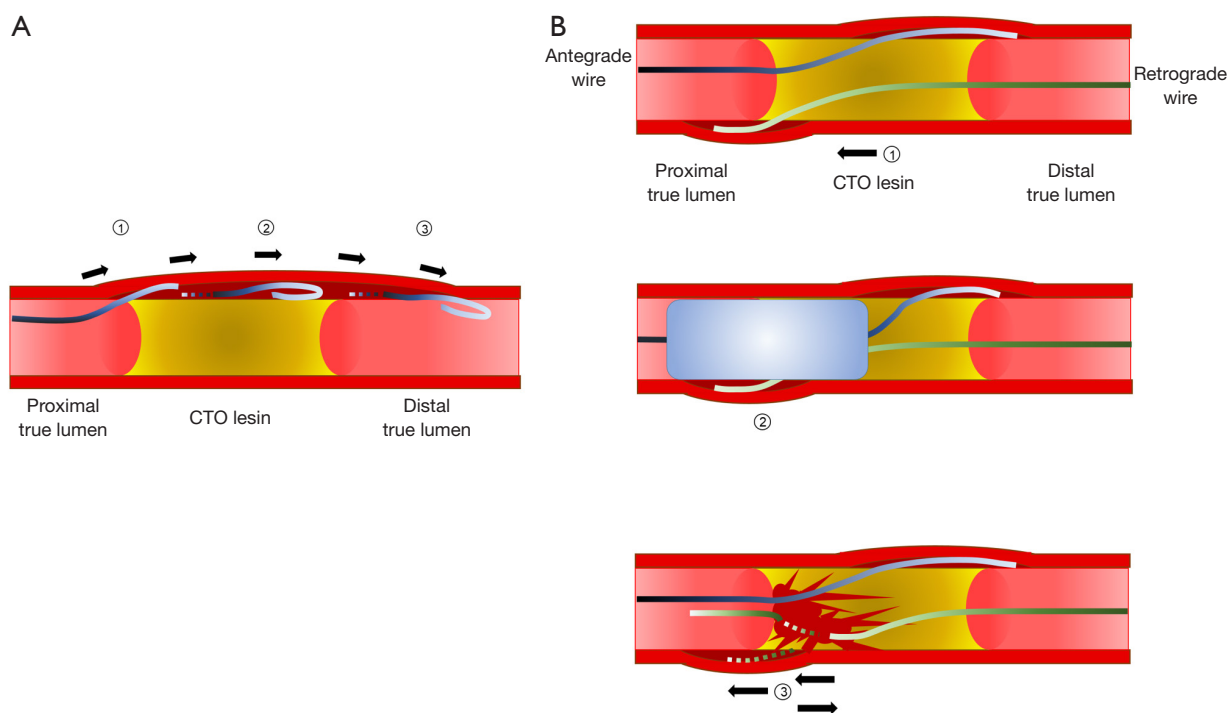 A
① ② ③
Proximal
true lumen
CTO lesin
Distal
true lumen
B
Antegrade
wire
Retrograde
wire
①
Proximal
true lumen
CTO lesin
Distal
true lumen
②
③